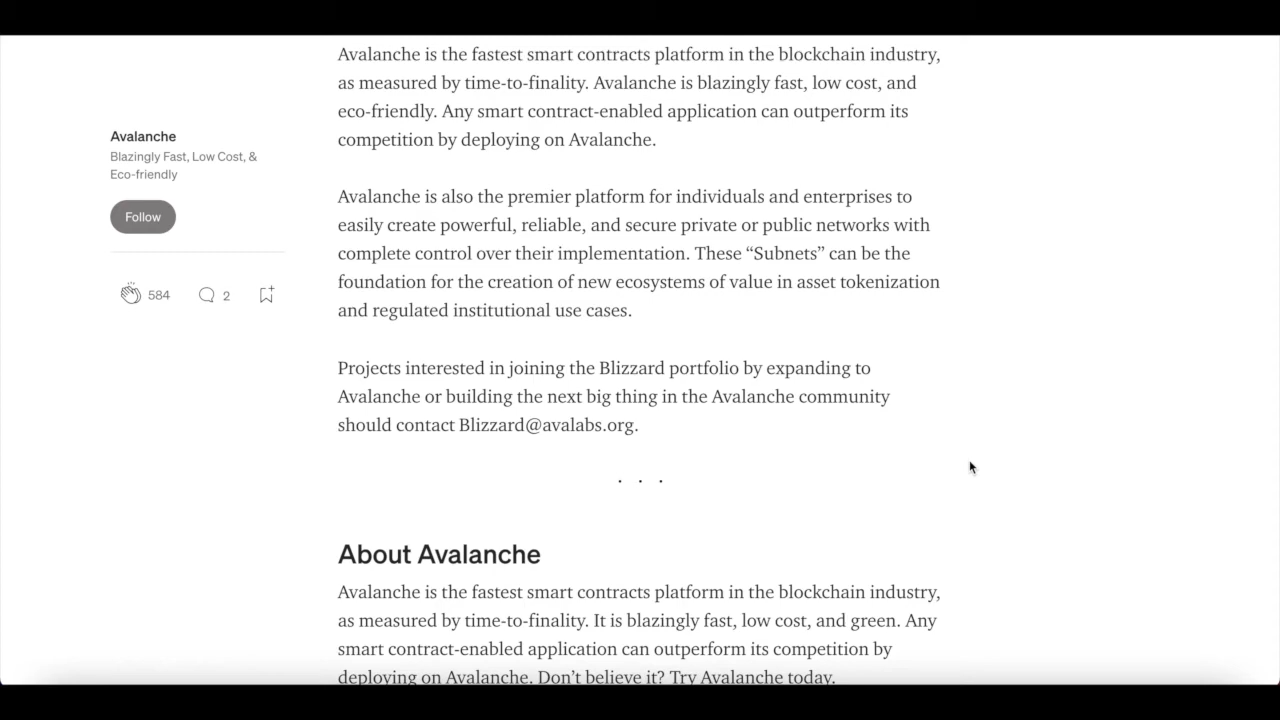 Avalanche is the fastest smart contracts platform in the blockchain industry,
as measured by time-to-finality. Avalanche is blazingly fast, low cost, and
eco-friendly. Any smart contract-enabled application can outperform its
competition by deploying on Avalanche.
Avalanche
Blazingly Fast, Low Cost, &
Eco-friendly
Follow
584
2
Avalanche is also the premier platform for individuals and enterprises to
easily create powerful, reliable, and secure private or public networks with
complete control over their implementation. These “Subnets” can be the
foundation for the creation of new ecosystems of value in asset tokenization
and regulated institutional use cases.
Projects interested in joining the Blizzard portfolio by expanding to
Avalanche or building the next big thing in the Avalanche community
should contact Blizzard@avalabs.org.
. . .
About Avalanche
Avalanche is the fastest smart contracts platform in the blockchain industry,
as measured by time-to-finality. It is blazingly fast, low cost, and green. Any
smart contract-enabled application can outperform its competition by
deploying on Avalanche. Don’t believe it? Try Avalanche today.